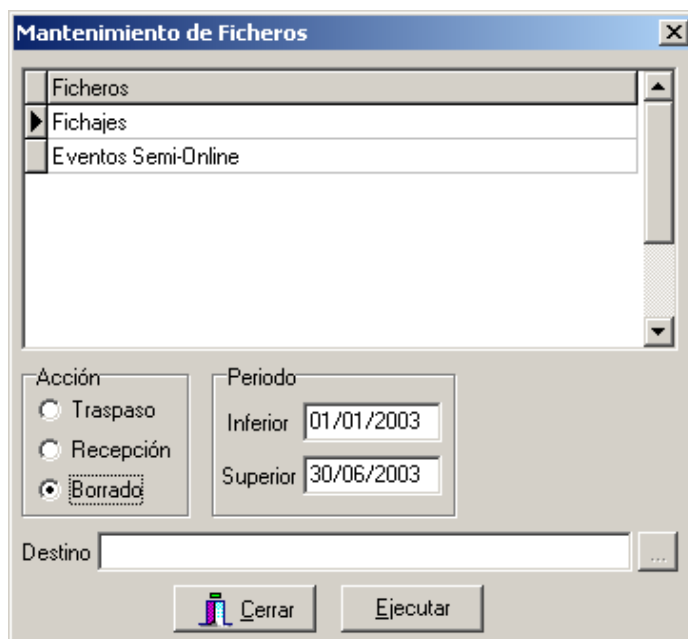 Mantenimiento de Ficheros
Ficheros
Fichajes
Eventos Semi-Online
Acción
Traspaso
Recepción
Borrado
Periodo
Inferior 01/01/2003
Superior 30/06/2003
Destino ...
Cerrar Ejecutar